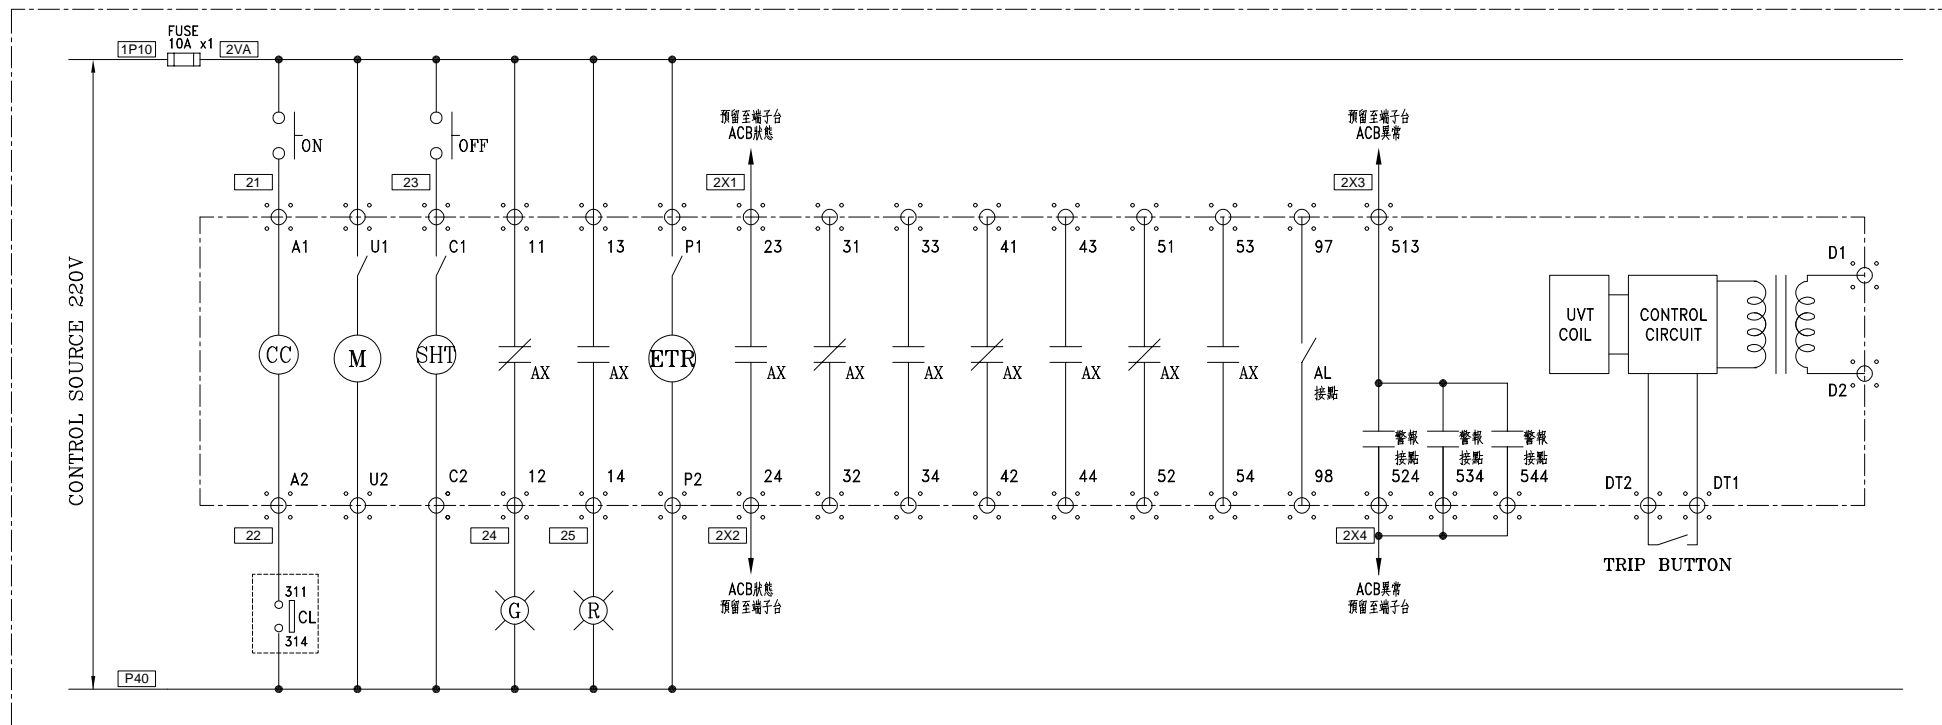 FUSE
10A x1
1P10
2VA
預留至端子台
ACB狀態
預留至端子台
ACB異常
ON
OFF
21
23
2X1
2X3
A1
U1
C1
11
13
P1
23
31
33
41
43
51
53
97
513
D1
CONTROL SOURCE 220V
CC
M
SHT
AX
AX
ETR
AX
AX
AX
AX
AX
AX
AX
AL
接點
UVT
COIL
CONTROL
CIRCUIT
D2
警報
接點
警報
接點
警報
接點
A2
U2
C2
12
14
P2
24
32
34
42
44
52
54
98
524
534
544
DT2
DT1
22
24
25
2X2
2X4
TRIP BUTTON
311
CL
314
G
R
ACB狀態
預留至端子台
ACB異常
預留至端子台
P40